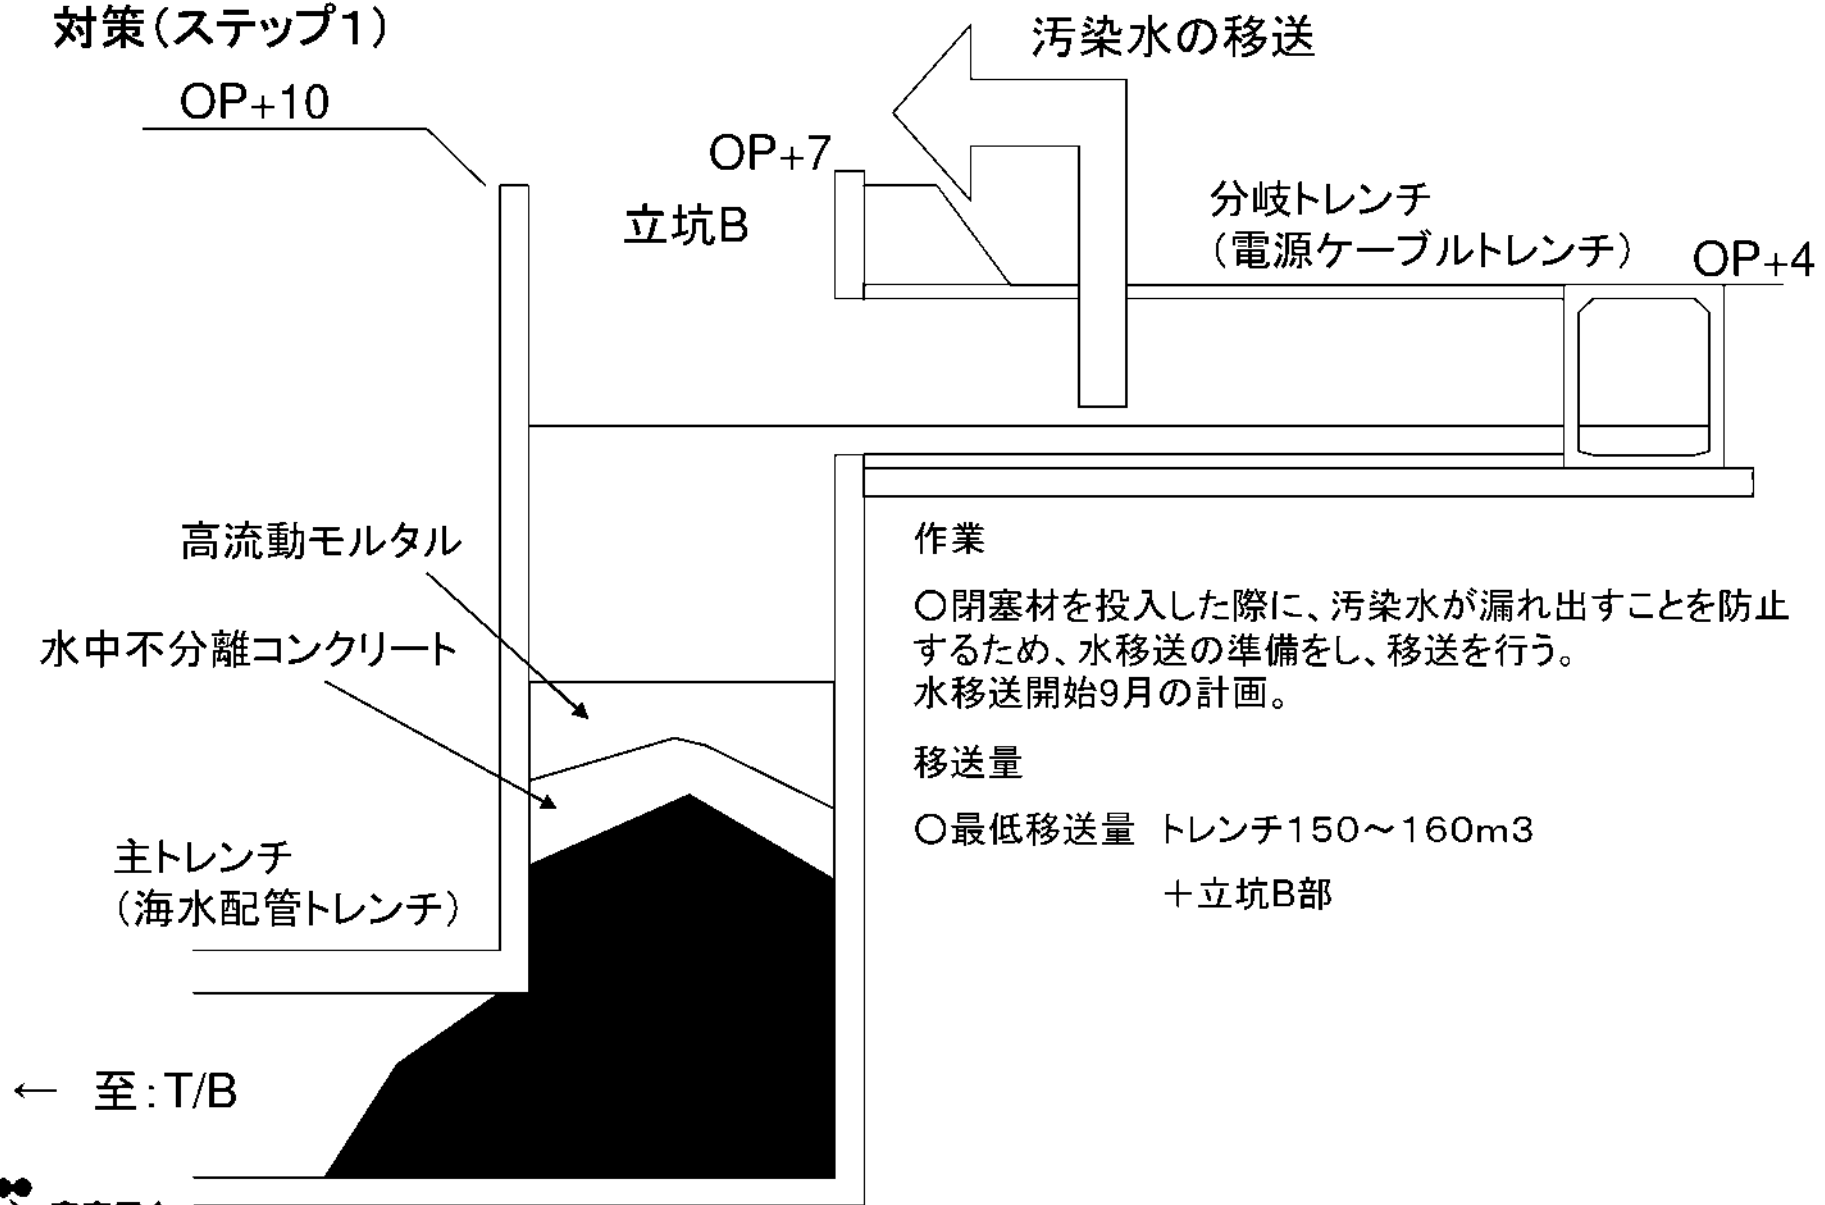 対策(ステップ1)
汚染水の移送
OP+10
OP+7
立坑B
分岐トレンチ
(電源ケーブルトレンチ)
OP+4
高流動モルタル
水中不分離コンクリート
作業
○閉塞材を投入した際に、汚染水が漏れ出すことを防止
するため、水移送の準備をし、移送を行う。
水移送開始9月の計画。
移送量
○最低移送量 トレンチ150~160m3
+立坑B部
主トレンチ
(海水配管トレンチ)
← 至:T/B